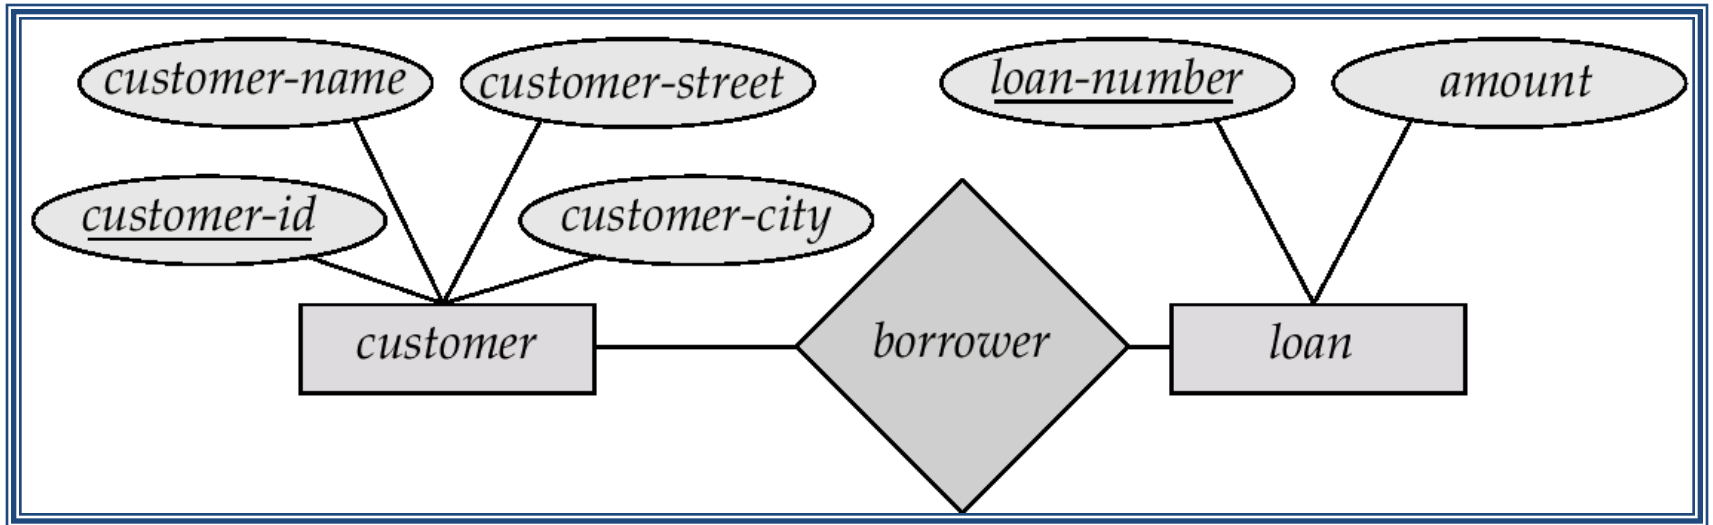 customer-name
customer-street
loan-number
amount
customer-id
customer-city
customer
borrower
loan